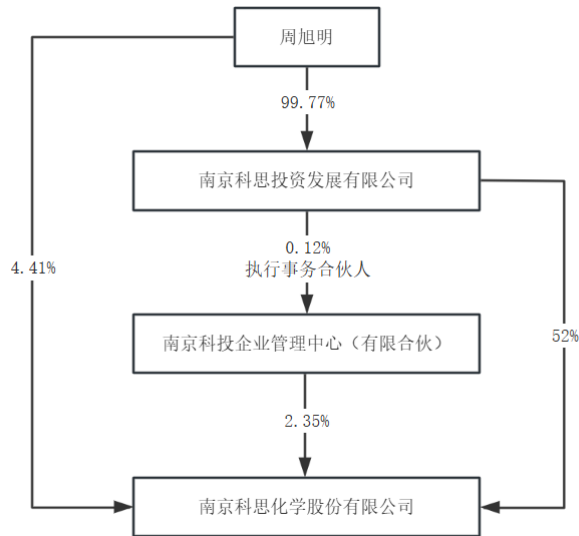 周旭明
99.77%
南京科思投资发展有限公司
0.12%
执行事务合伙人
4.41%
南京科投企业管理中心（有限合伙）
52%
2.35%
南京科思化学股份有限公司